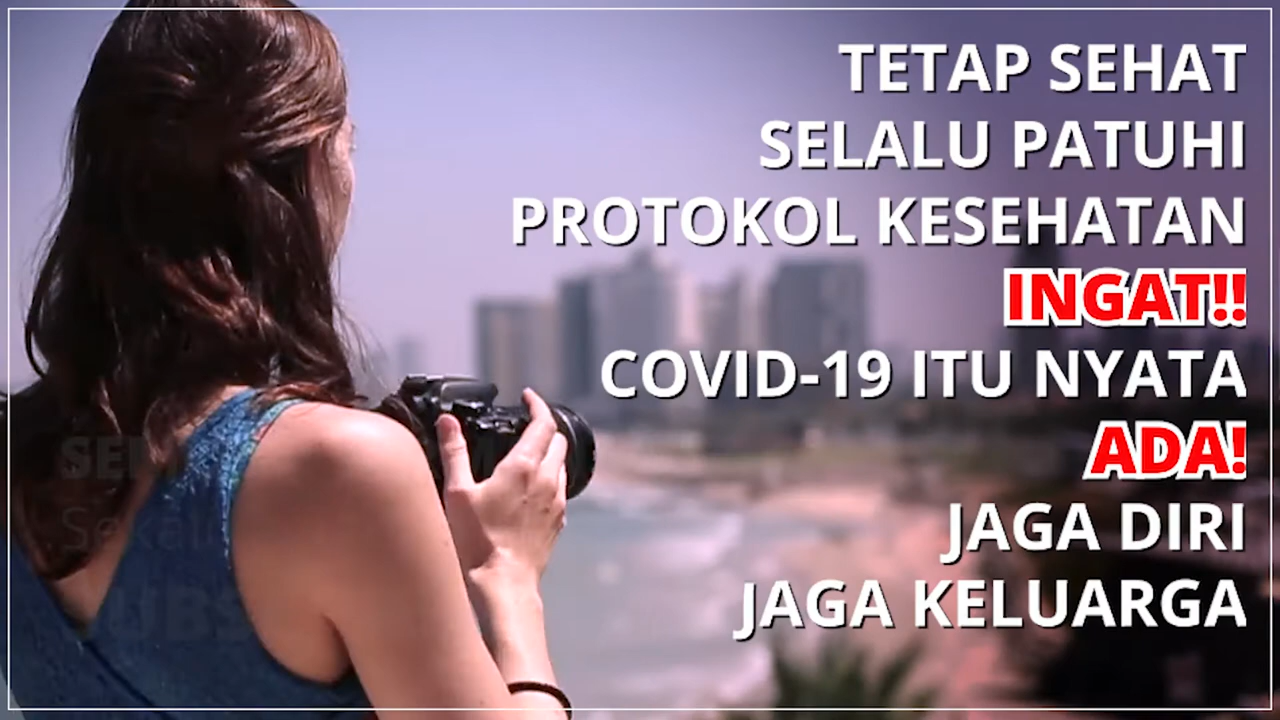 TETAP SEHAT
SELALU PATUHI
PROTOKOL KESEHATAN
INGAT!!
COVID-19 ITU NYATA
ADA!
JAGA DIRI
JAGA KELUARGA